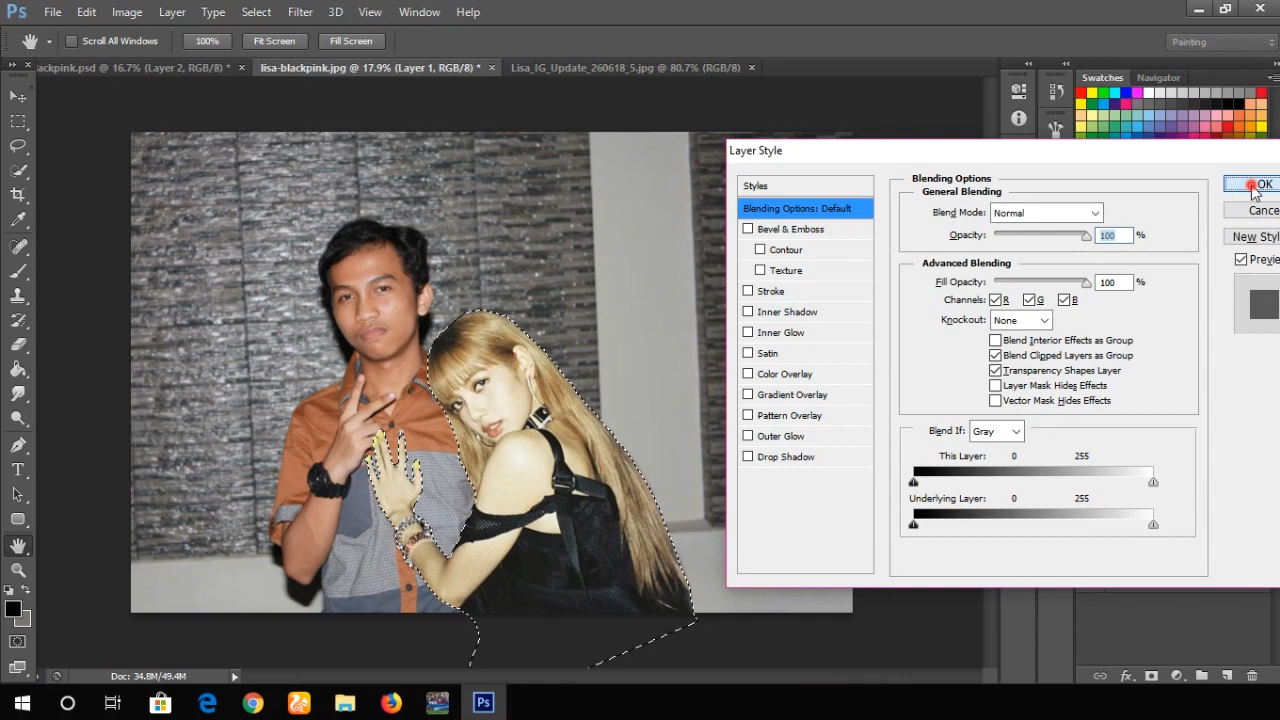 Ps File Edit Image Layer Type Select Filter 3D View Window Help
Scroll All Windows 100% Fit Screen Fill Screen Painting
ackpink.psd @ 16.7% (Layer 2, RGB/8) * × lisa-blackpink.jpg @ 17.9% (Layer 1, RGB/8) * × Lisa_IG_Update_260618_5.jpg @ 80.7% (RGB/8) ×
Swatches Navigator
Layer Style
Styles
Blending Options: Default
Bevel & Emboss
Contour
Texture
Stroke
Inner Shadow
Inner Glow
Satin
Color Overlay
Gradient Overlay
Pattern Overlay
Outer Glow
Drop Shadow
Blending Options
General Blending
Blend Mode: Normal
Opacity: 100 %
Advanced Blending
Fill Opacity: 100 %
Channels: R G B
Knockout: None
Blend Interior Effects as Group
Blend Clipped Layers as Group
Transparency Shapes Layer
Layer Mask Hides Effects
Vector Mask Hides Effects
Blend If: Gray
This Layer: 0 255
Underlying Layer: 0 255
OK
Cance
New Styl
Previe
Doc: 34.8M/49.4M
fx
Ps